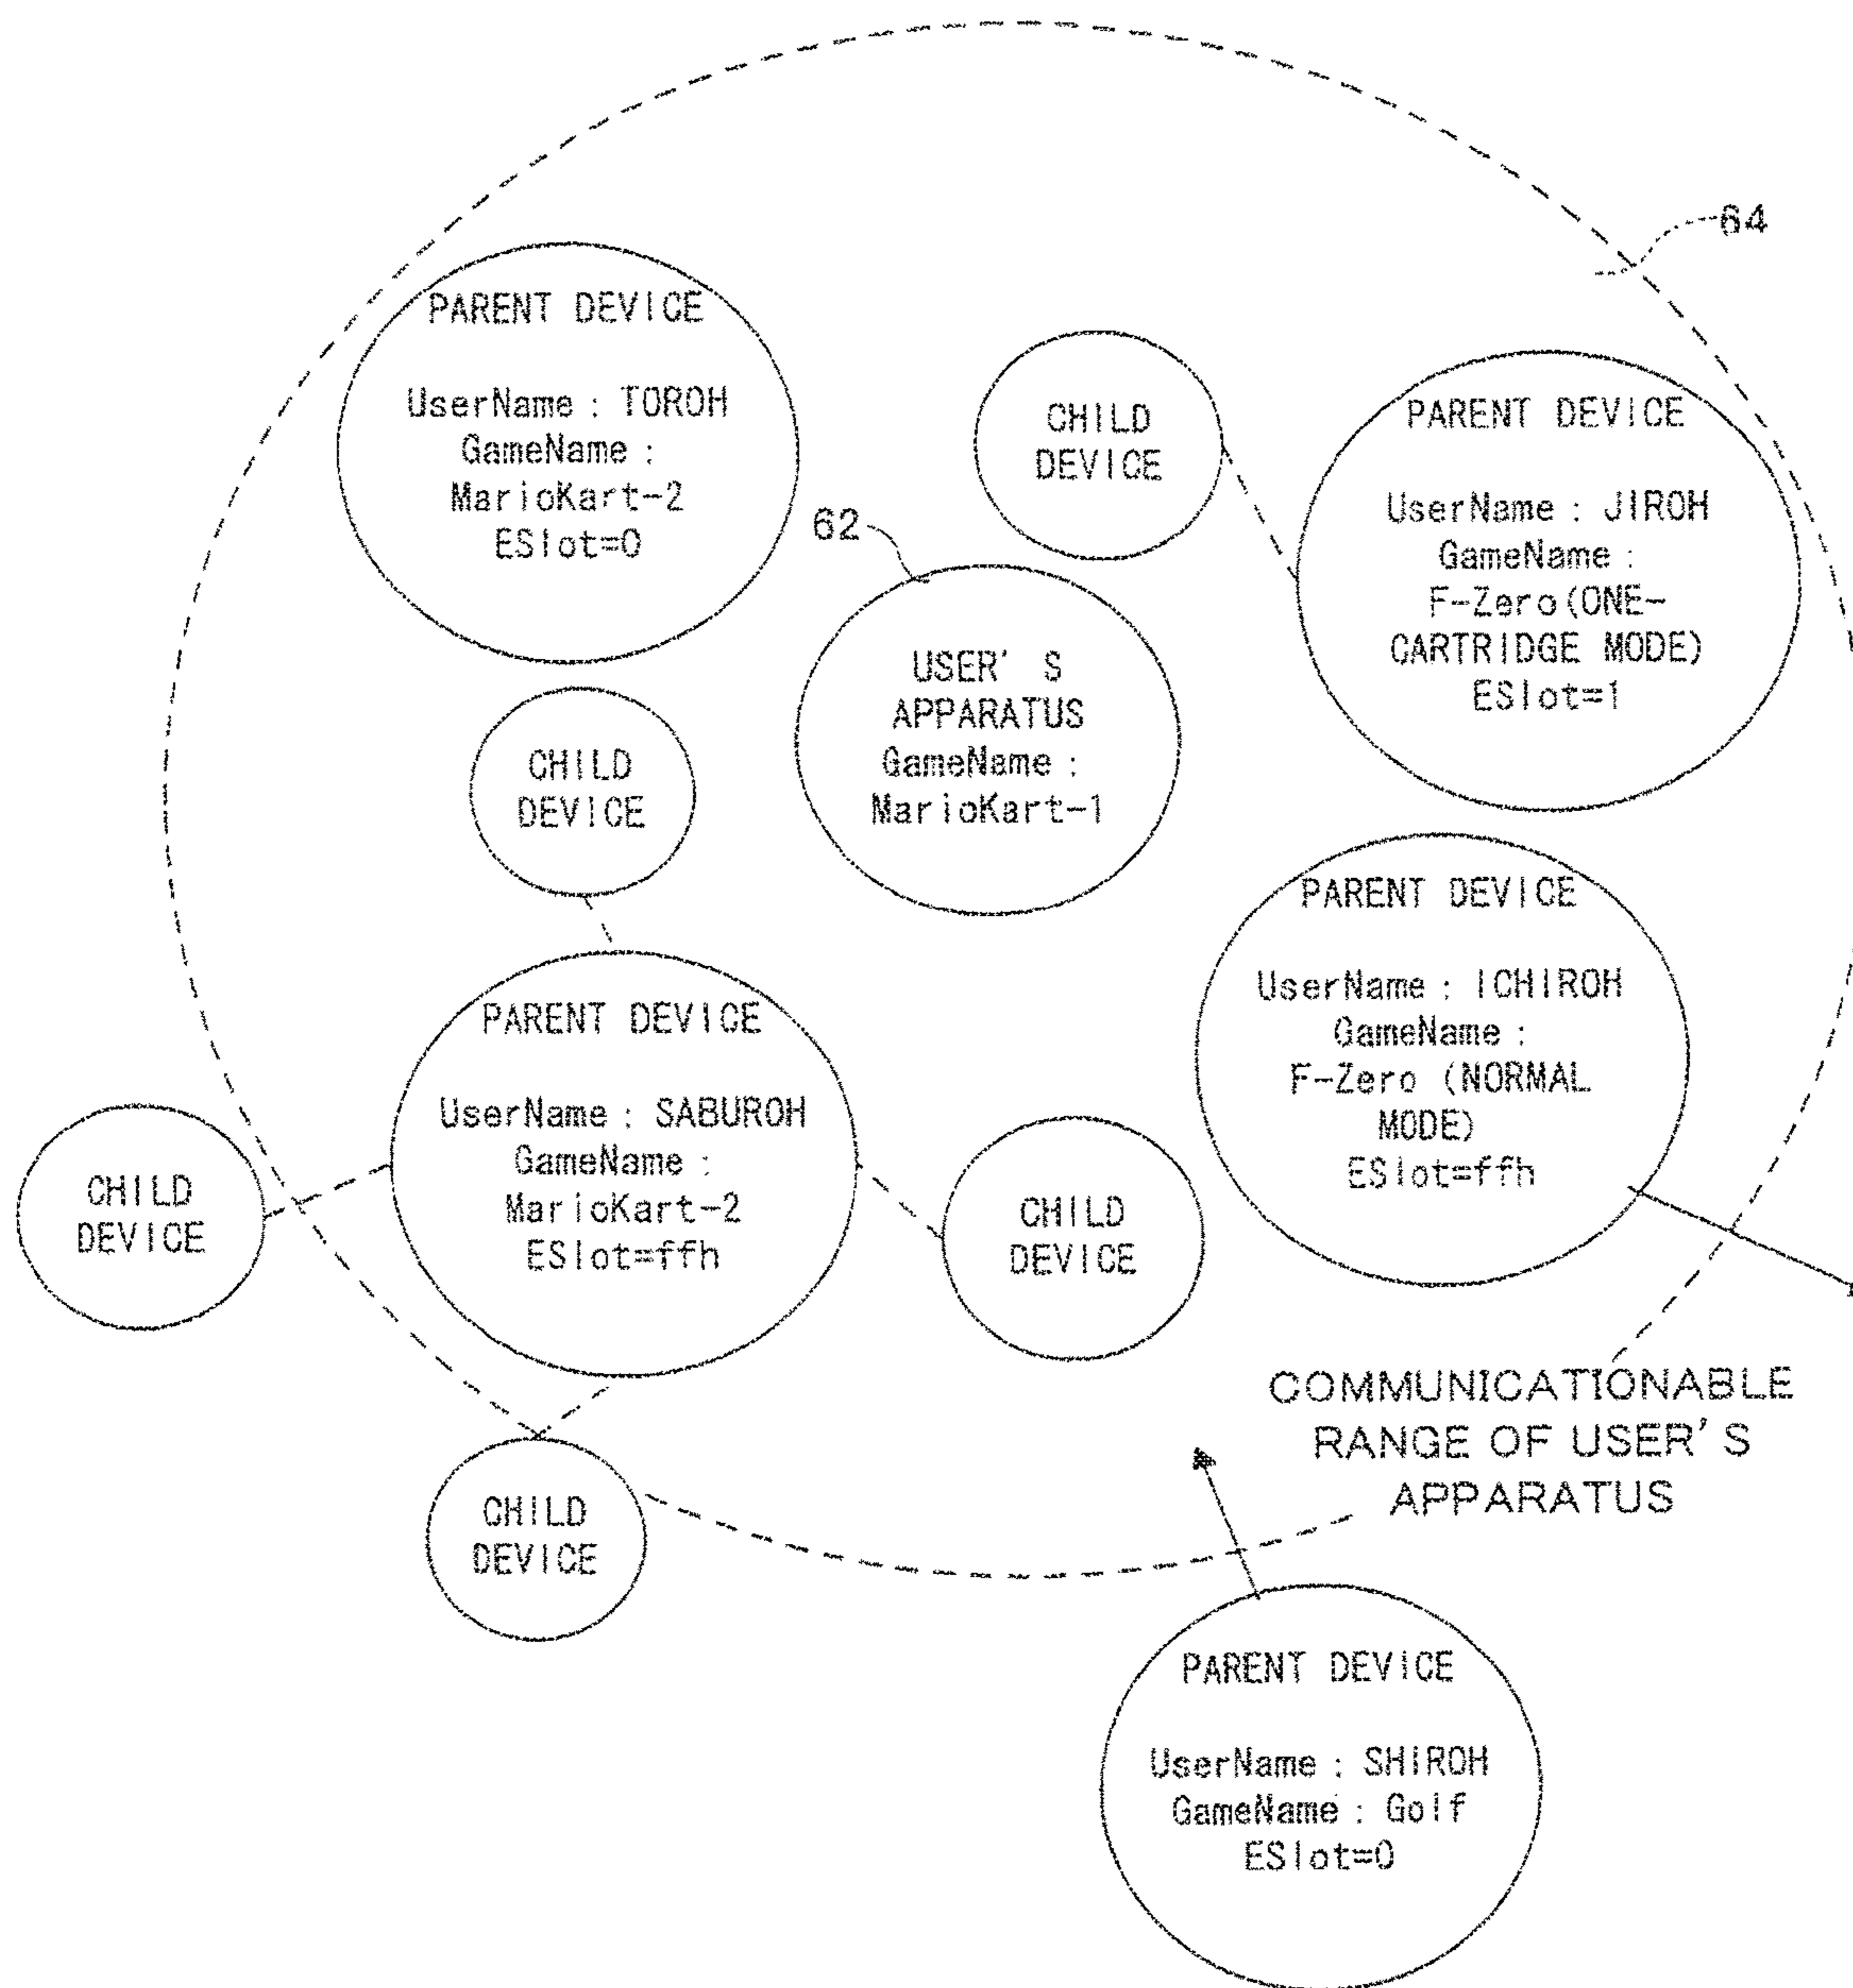 64
PARENT DEVICE
UserName : TOROH
GameName :
MarioKart-2
ESlot=0
CHILD
DEVICE
PARENT DEVICE
UserName : JIROH
GameName :
F-Zero(ONE-
CARTRIDGE MODE)
ESlot=1
62
USER'S
APPARATUS
GameName :
MarioKart-1
CHILD
DEVICE
PARENT DEVICE
UserName : ICHIROH
GameName :
F-Zero (NORMAL
MODE)
ESlot=ffh
PARENT DEVICE
UserName : SABUROH
GameName :
MarioKart-2
ESlot=ffh
CHILD
DEVICE
CHILD
DEVICE
COMMUNICATIONABLE
RANGE OF USER'S
APPARATUS
CHILD
DEVICE
PARENT DEVICE
UserName : SHIROH
GameName : Golf
ESlot=0